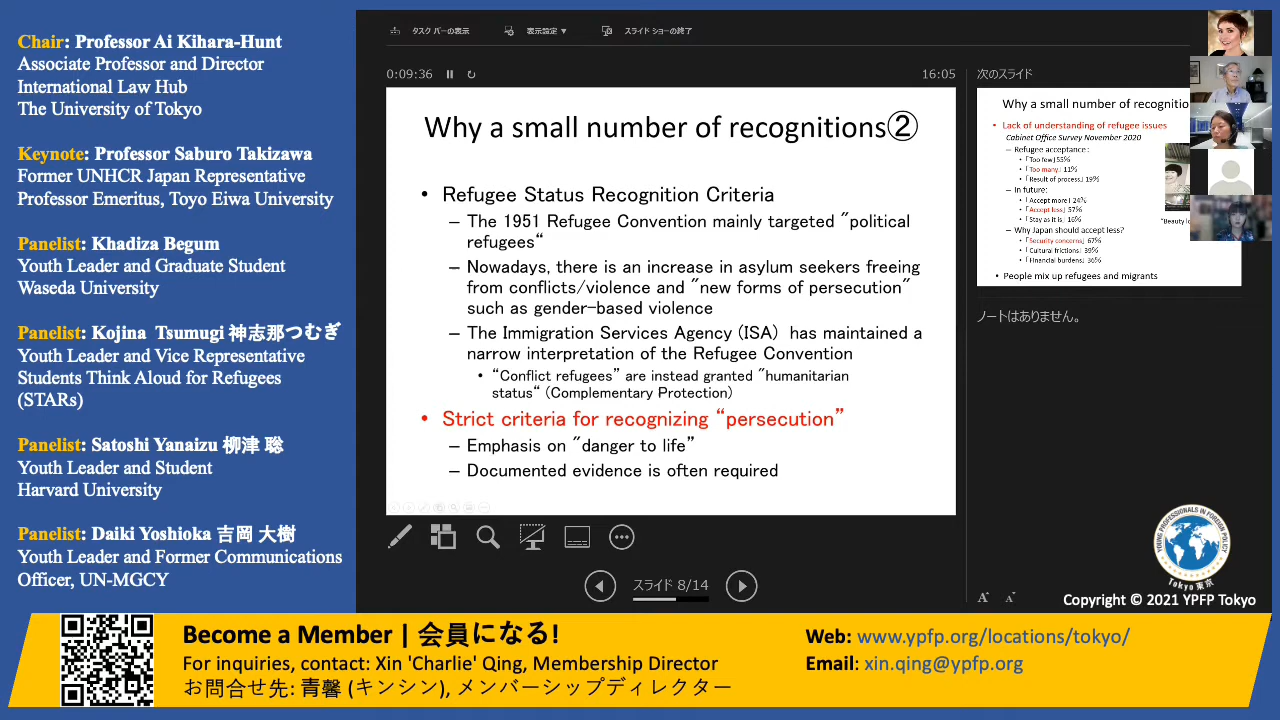 Chair: Professor Ai Kihara-Hunt
Associate Professor and Director
International Law Hub
The University of Tokyo
Keynote: Professor Saburo Takizawa
Former UNHCR Japan Representative
Professor Emeritus, Toyo Eiwa University
Panelist: Khadiza Begum
Youth Leader and Graduate Student
Waseda University
Panelist: Kojina Tsumugi 神志那つむぎ
Youth Leader and Vice Representative
Students Think Aloud for Refugees
(STARs)
Panelist: Satoshi Yanaizu 柳津 聡
Youth Leader and Student
Harvard University
Panelist: Daiki Yoshioka 吉岡 大樹
Youth Leader and Former Communications
Officer, UN-MGCY
タスク バーの表示
表示設定 ▼
スライド ショーの終了
0:09:36
16:05
Why a small number of recognitions②
• Refugee Status Recognition Criteria
– The 1951 Refugee Convention mainly targeted "political
refugees“
– Nowadays, there is an increase in asylum seekers freeing
from conflicts/violence and "new forms of persecution"
such as gender-based violence
– The Immigration Services Agency (ISA) has maintained a
narrow interpretation of the Refugee Convention
• “Conflict refugees” are instead granted "humanitarian
status“ (Complementary Protection)
• Strict criteria for recognizing “persecution”
– Emphasis on "danger to life”
– Documented evidence is often required
スライド 8/14
次のスライド
Why a small number of recognitio
• Lack of understanding of refugee issues
Cabinet Office Survey November 2020
– Refugee acceptance:
• 「Too few」55%
• 「Too many」11%
• 「Result of process」19%
– In future:
• 「Accept more」24%
• 「Accept less」57%
• 「Stay as it is」16%
– Why Japan should accept less?
• 「Security concerns」67%
• 「Cultural frictions」39%
• 「Financial burdens」36%
• People mix up refugees and migrants
"Beauty lo
ノートはありません。
A A
YOUNG PROFESSIONALS IN FOREIGN POLICY
Tokyo 東京
Copyright © 2021 YPFP Tokyo
Become a Member | 会員になる!
For inquiries, contact: Xin 'Charlie' Qing, Membership Director
お問合せ先: 青馨 (キンシン), メンバーシップディレクター
Web: www.ypfp.org/locations/tokyo/
Email: xin.qing@ypfp.org